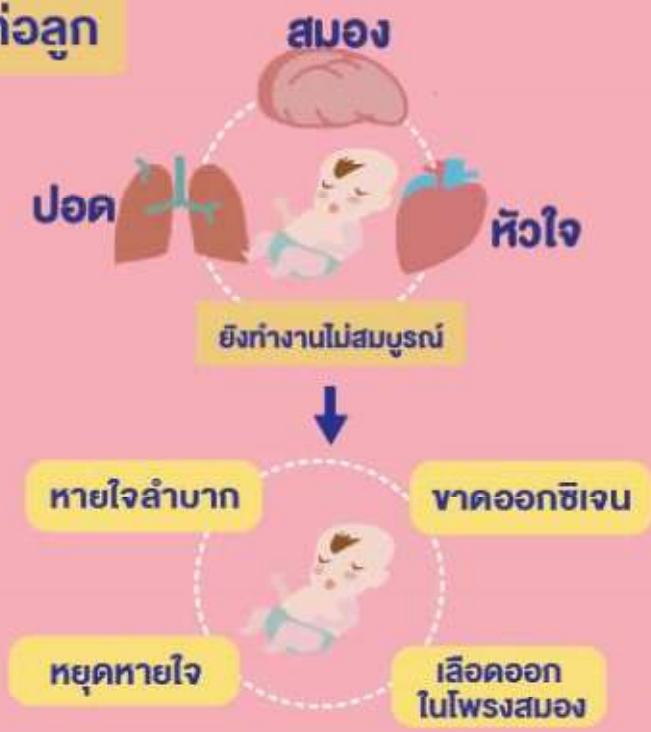 ต่อลูก
สมอง
ปอด
หัวใจ
ยังทำงานไม่สมบูรณ์
หายใจลำบาก
ขาดออกซิเจน
หยุดหายใจ
เลือดออก
ในโพรงสมอง